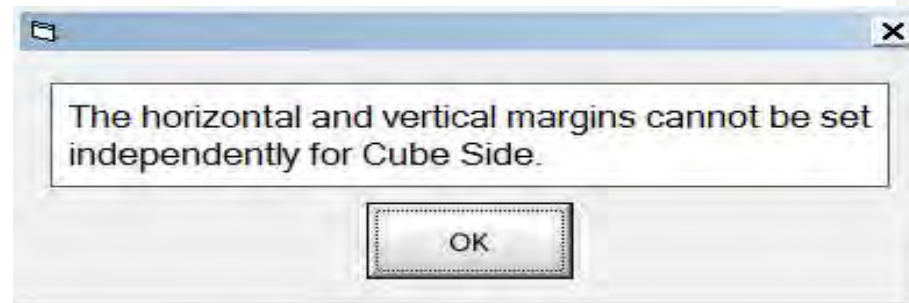 The horizontal and vertical margins cannot be set
independently for Cube Side.
OK